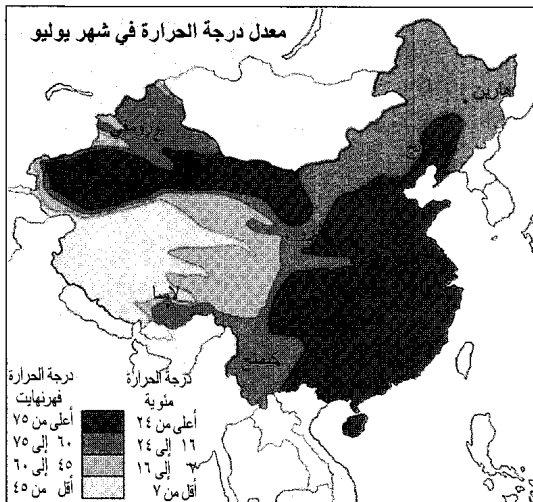 معدل درجة الحرارة في شهر يوليو
هاربن
لاسا
درجة الحرارة
مئوية
أعلى من ٢٤
١٦ إلى ٢٤
إلى ١٦
أقل من ٧
درجة الحرارة
فهرنهايت
أعلى من ٧٥
٦٠ إلى ٧٥
٤٥ إلى ٦٠
أقل من ٤٥